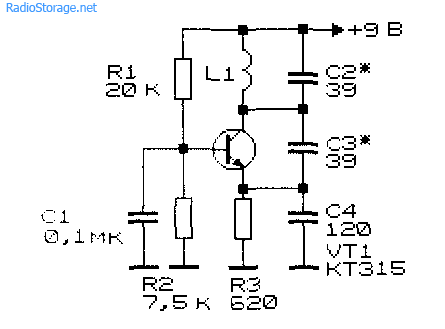 RadioStorage.net
+9 В
R1
20 к
L1
C2*
39
C3*
39
C1
0,1мк
C4
120
VT1
КТ315
R2
7,5 к
R3
620